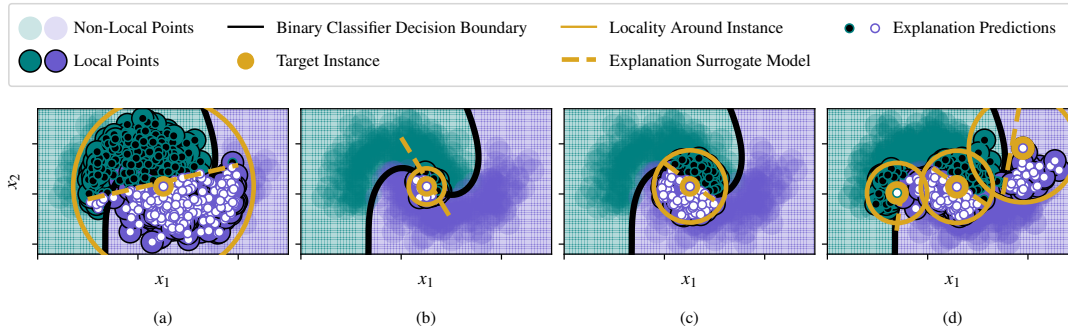 Non-Local Points
Binary Classifier Decision Boundary
Locality Around Instance
Explanation Predictions
Local Points
Target Instance
Explanation Surrogate Model
x2
x1
x1
x1
x1
(a)
(b)
(c)
(d)